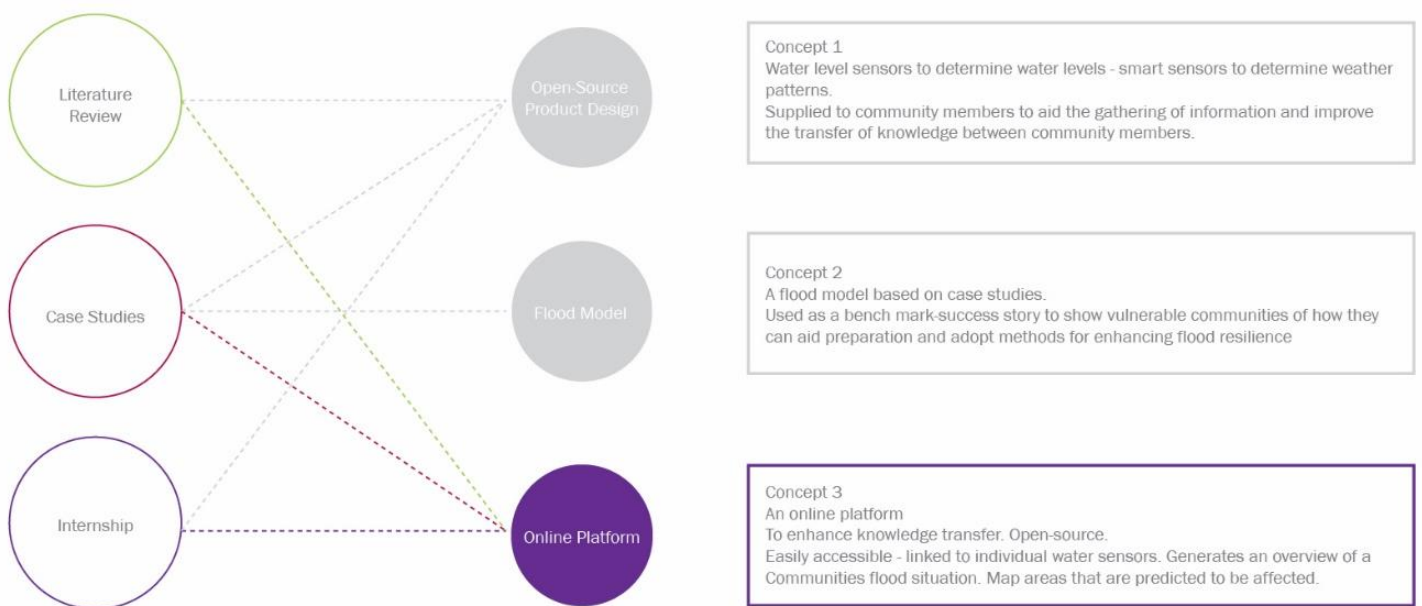 Literature
Review
Open-Source
Product Design
Concept 1
Water level sensors to determine water levels - smart sensors to determine weather
patterns.
Supplied to community members to aid the gathering of information and improve
the transfer of knowledge between community members.
Case Studies
Flood Model
Concept 2
A flood model based on case studies.
Used as a bench mark-success story to show vulnerable communities of how they
can aid preparation and adopt methods for enhancing flood resilience
Internship
Online Platform
Concept 3
An online platform
To enhance knowledge transfer. Open-source.
Easily accessible - linked to individual water sensors. Generates an overview of a
Communities flood situation. Map areas that are predicted to be affected.